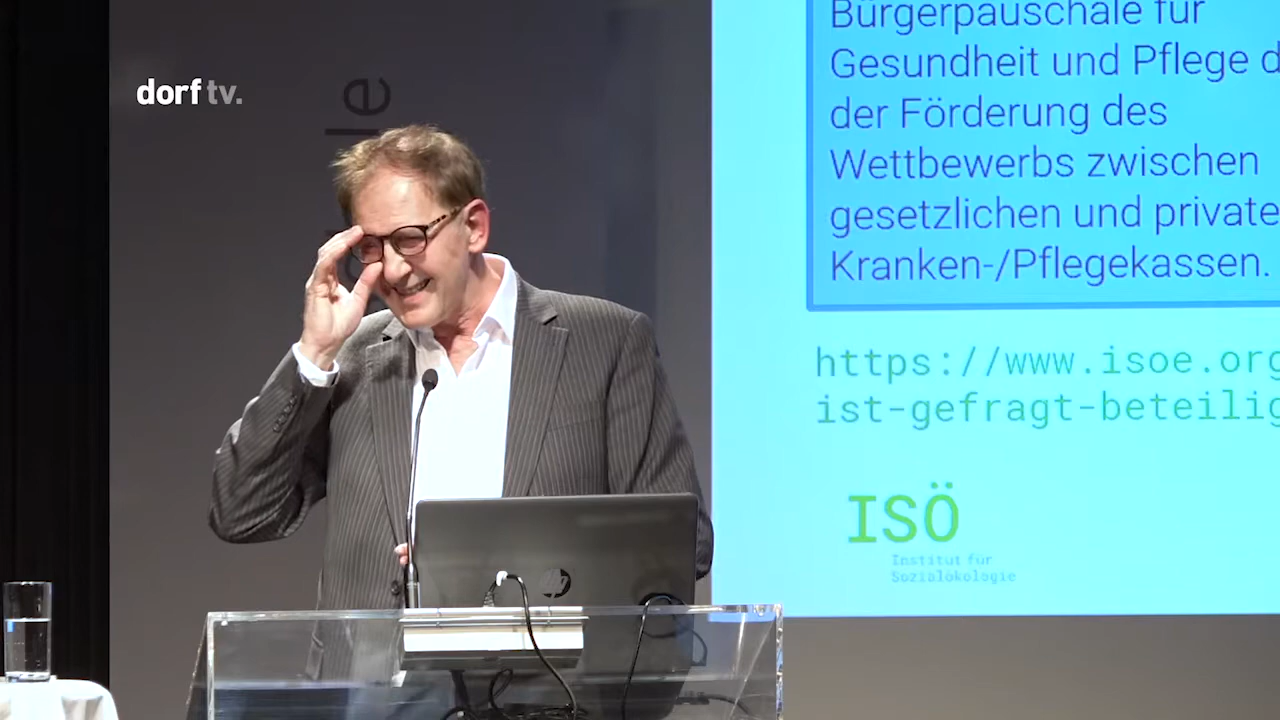 dorf tv.
Bürgerpauschale für
Gesundheit und Pflege d
der Förderung des
Wettbewerbs zwischen
gesetzlichen und private
Kranken-/Pflegekassen.
https://www.isoe.org
ist-gefragt-beteilig
ISÖ
Institut für
Sozialökologie
hp